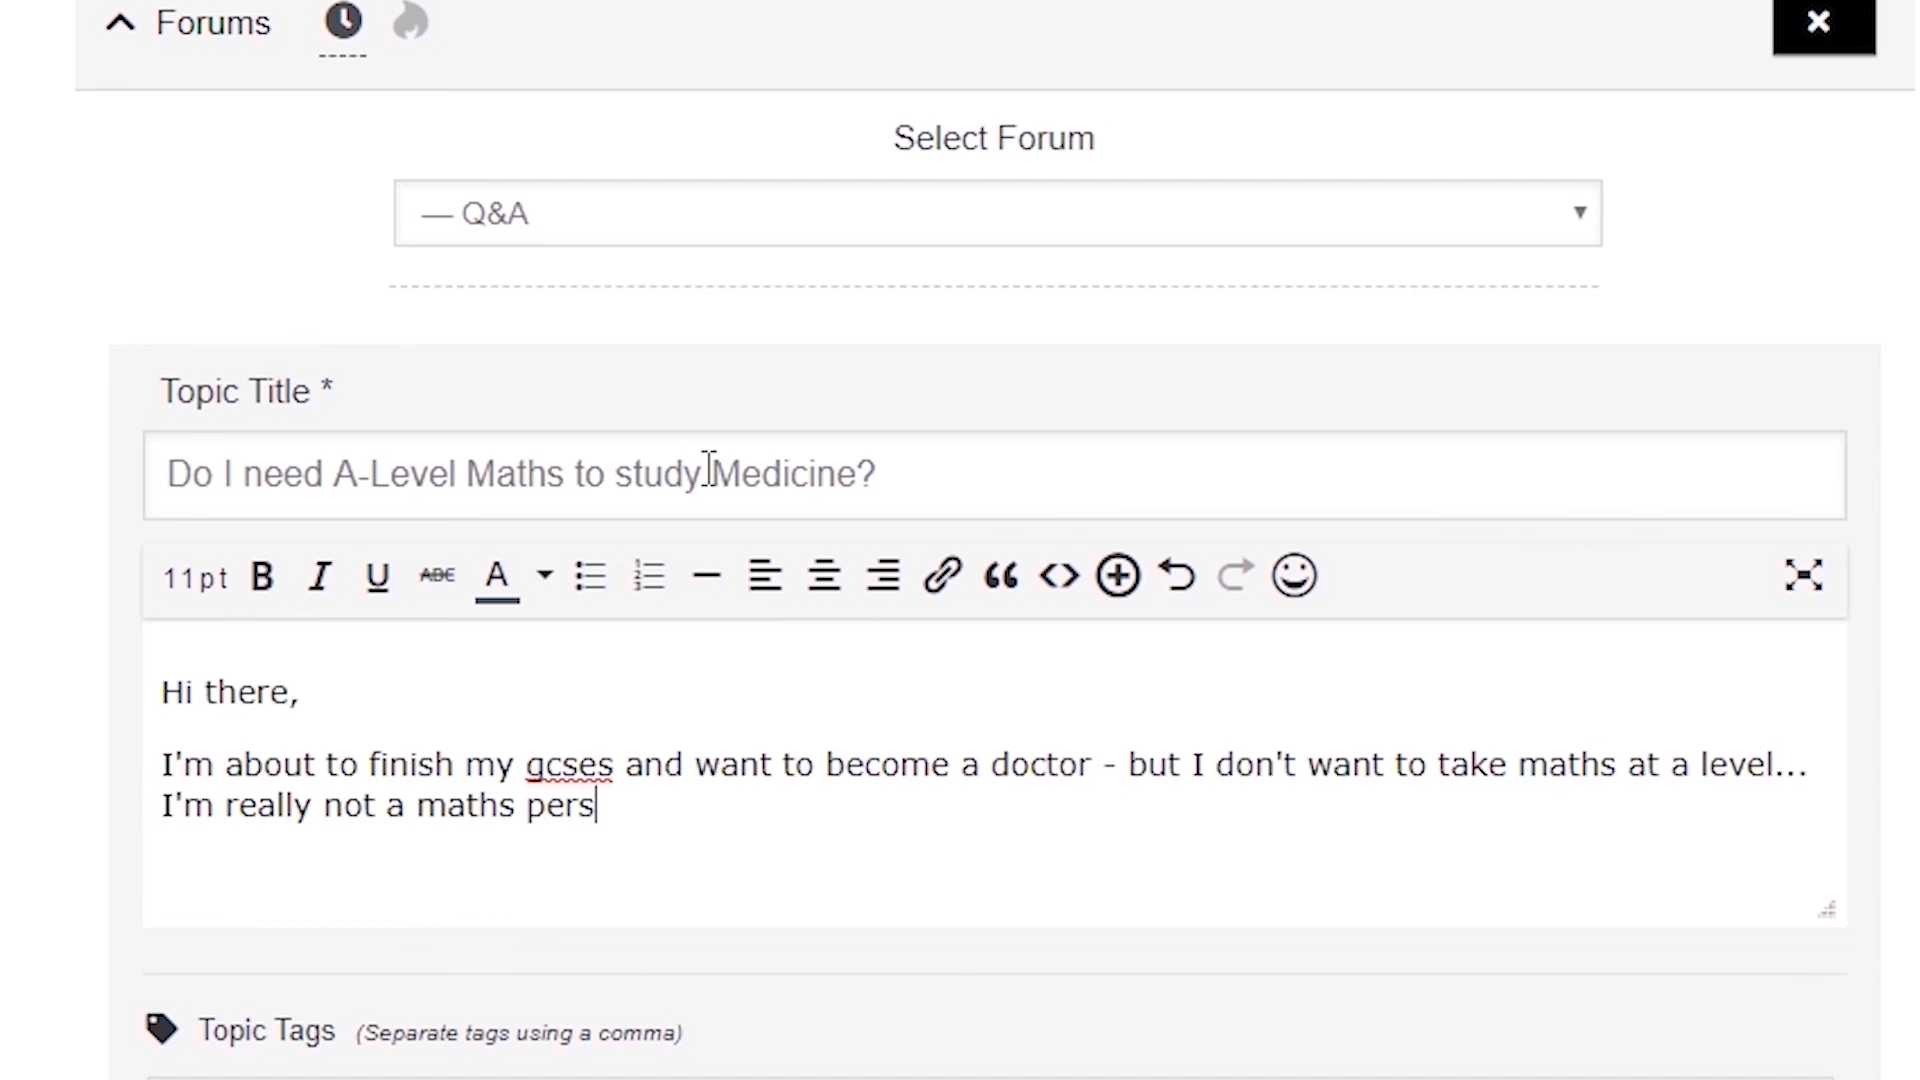 Forums
Select Forum
— Q&A
Topic Title *
Do I need A-Level Maths to study Medicine?
11pt B I U ABC A
Hi there,
I'm about to finish my gcses and want to become a doctor - but I don't want to take maths at a level...
I'm really not a maths pers
Topic Tags (Separate tags using a comma)